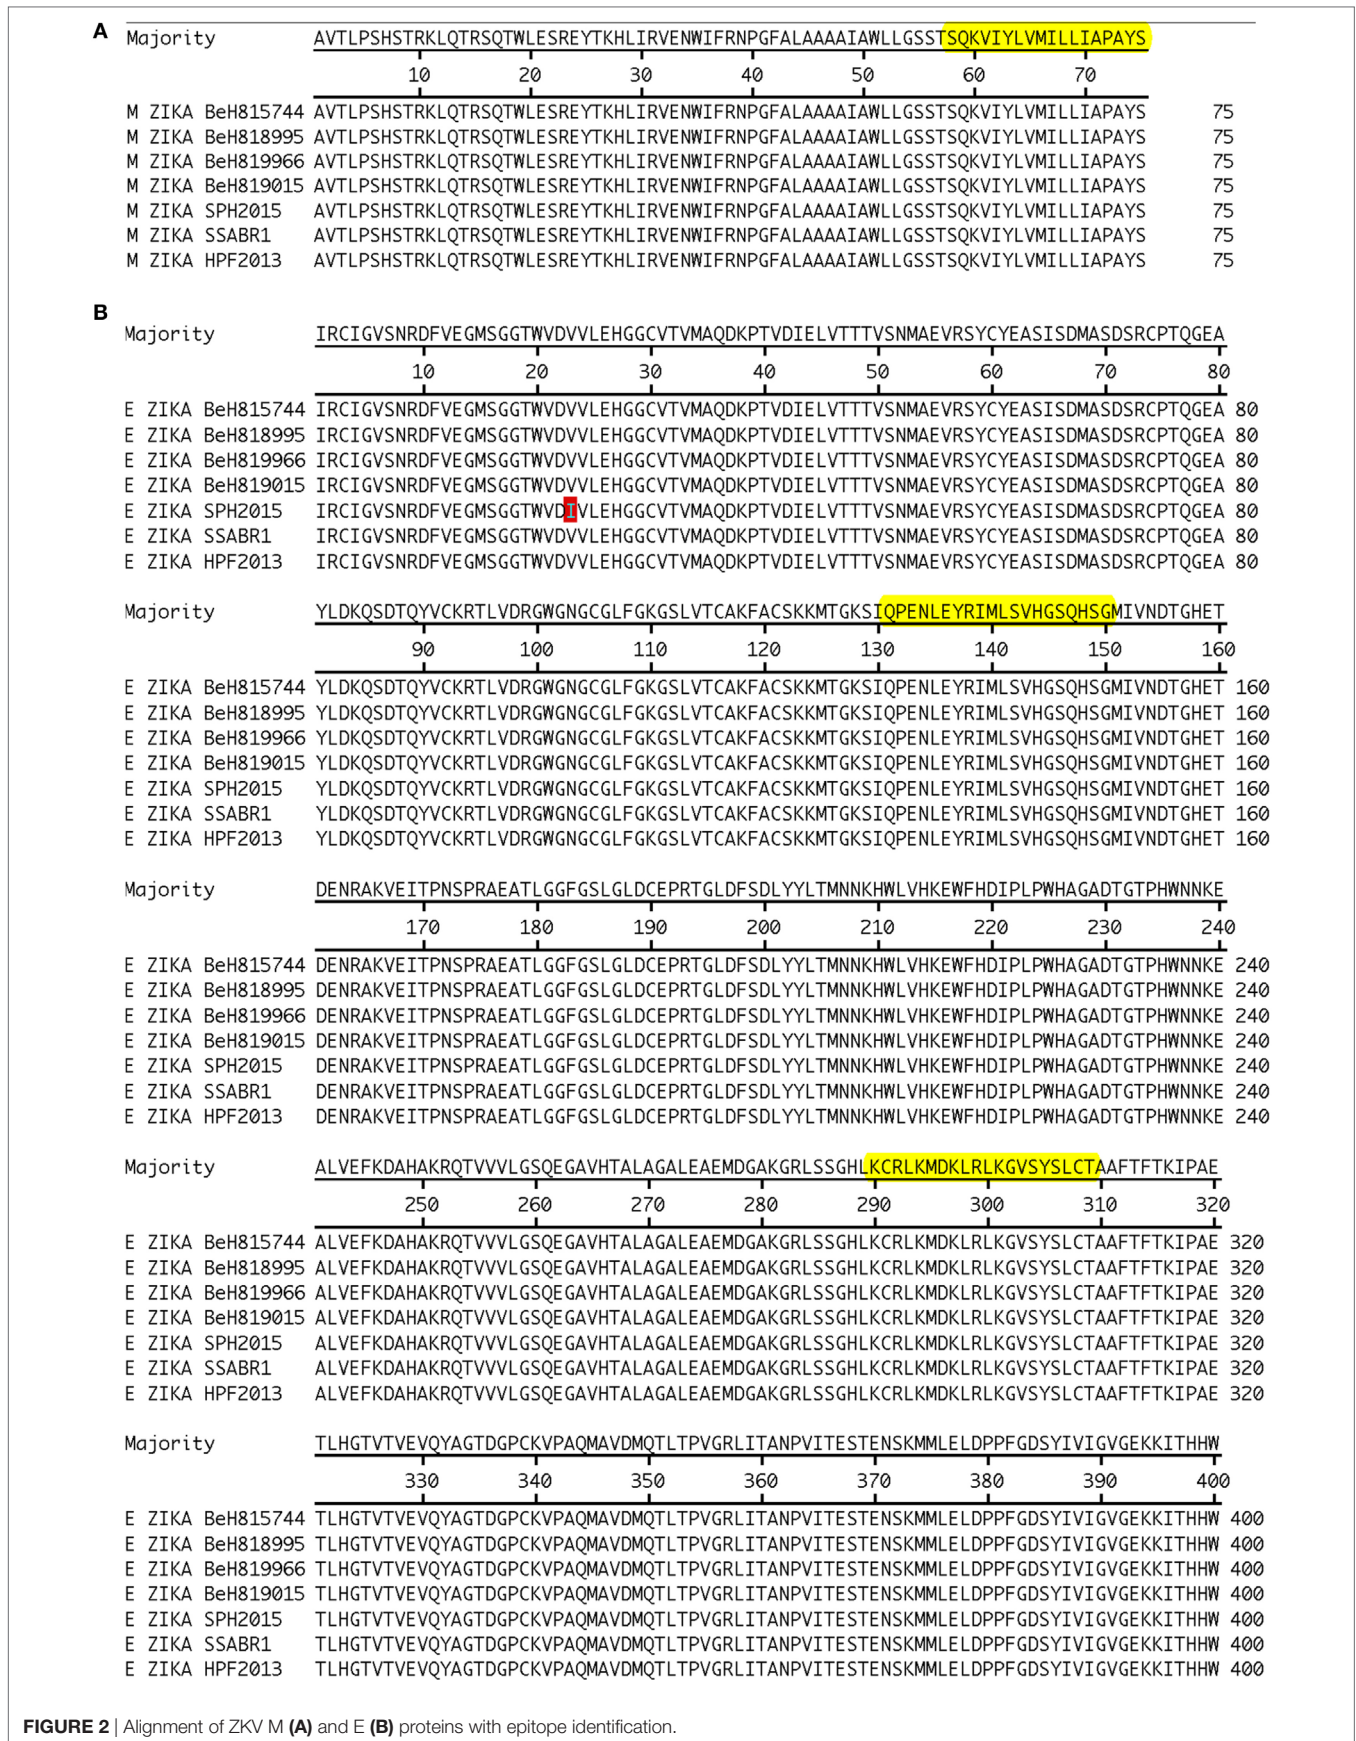 A Majority AVTLPSHSTRKLQTRSQTWLESREYTKHLIRVENWIFRNPGFALAAAAIAWLLGSSTSQKVIYLVMILLIAPAYS
10 20 30 40 50 60 70
M ZIKA BeH815744 AVTLPSHSTRKLQTRSQTWLESREYTKHLIRVENWIFRNPGFALAAAAIAWLLGSSTSQKVIYLVMILLIAPAYS 75
M ZIKA BeH818995 AVTLPSHSTRKLQTRSQTWLESREYTKHLIRVENWIFRNPGFALAAAAIAWLLGSSTSQKVIYLVMILLIAPAYS 75
M ZIKA BeH819966 AVTLPSHSTRKLQTRSQTWLESREYTKHLIRVENWIFRNPGFALAAAAIAWLLGSSTSQKVIYLVMILLIAPAYS 75
M ZIKA BeH819015 AVTLPSHSTRKLQTRSQTWLESREYTKHLIRVENWIFRNPGFALAAAAIAWLLGSSTSQKVIYLVMILLIAPAYS 75
M ZIKA SPH2015 AVTLPSHSTRKLQTRSQTWLESREYTKHLIRVENWIFRNPGFALAAAAIAWLLGSSTSQKVIYLVMILLIAPAYS 75
M ZIKA SSABR1 AVTLPSHSTRKLQTRSQTWLESREYTKHLIRVENWIFRNPGFALAAAAIAWLLGSSTSQKVIYLVMILLIAPAYS 75
M ZIKA HPF2013 AVTLPSHSTRKLQTRSQTWLESREYTKHLIRVENWIFRNPGFALAAAAIAWLLGSSTSQKVIYLVMILLIAPAYS 75
B
Majority IRCIGVSNRDFVEGMSGGTWVDVVLEHGGCVTVMAQDKPTVDIELVTTTVSNMAEVRSYCYEASISDMASDSRCPTQGEA
10 20 30 40 50 60 70 80
E ZIKA BeH815744 IRCIGVSNRDFVEGMSGGTWVDVVLEHGGCVTVMAQDKPTVDIELVTTTVSNMAEVRSYCYEASISDMASDSRCPTQGEA 80
E ZIKA BeH818995 IRCIGVSNRDFVEGMSGGTWVDVVLEHGGCVTVMAQDKPTVDIELVTTTVSNMAEVRSYCYEASISDMASDSRCPTQGEA 80
E ZIKA BeH819966 IRCIGVSNRDFVEGMSGGTWVDVVLEHGGCVTVMAQDKPTVDIELVTTTVSNMAEVRSYCYEASISDMASDSRCPTQGEA 80
E ZIKA BeH819015 IRCIGVSNRDFVEGMSGGTWVDVVLEHGGCVTVMAQDKPTVDIELVTTTVSNMAEVRSYCYEASISDMASDSRCPTQGEA 80
E ZIKA SPH2015 IRCIGVSNRDFVEGMSGGTWVDIVLEHGGCVTVMAQDKPTVDIELVTTTVSNMAEVRSYCYEASISDMASDSRCPTQGEA 80
E ZIKA SSABR1 IRCIGVSNRDFVEGMSGGTWVDVVLEHGGCVTVMAQDKPTVDIELVTTTVSNMAEVRSYCYEASISDMASDSRCPTQGEA 80
E ZIKA HPF2013 IRCIGVSNRDFVEGMSGGTWVDVVLEHGGCVTVMAQDKPTVDIELVTTTVSNMAEVRSYCYEASISDMASDSRCPTQGEA 80
Majority YLDKQSDTQYVCKRTLVDRGWGNGCGLFGKGSLVTCAKFACSKKMTGKSIQPENLEYRIMLSVHGSQHSGMIVNDTGHET
90 100 110 120 130 140 150 160
E ZIKA BeH815744 YLDKQSDTQYVCKRTLVDRGWGNGCGLFGKGSLVTCAKFACSKKMTGKSIQPENLEYRIMLSVHGSQHSGMIVNDTGHET 160
E ZIKA BeH818995 YLDKQSDTQYVCKRTLVDRGWGNGCGLFGKGSLVTCAKFACSKKMTGKSIQPENLEYRIMLSVHGSQHSGMIVNDTGHET 160
E ZIKA BeH819966 YLDKQSDTQYVCKRTLVDRGWGNGCGLFGKGSLVTCAKFACSKKMTGKSIQPENLEYRIMLSVHGSQHSGMIVNDTGHET 160
E ZIKA BeH819015 YLDKQSDTQYVCKRTLVDRGWGNGCGLFGKGSLVTCAKFACSKKMTGKSIQPENLEYRIMLSVHGSQHSGMIVNDTGHET 160
E ZIKA SPH2015 YLDKQSDTQYVCKRTLVDRGWGNGCGLFGKGSLVTCAKFACSKKMTGKSIQPENLEYRIMLSVHGSQHSGMIVNDTGHET 160
E ZIKA SSABR1 YLDKQSDTQYVCKRTLVDRGWGNGCGLFGKGSLVTCAKFACSKKMTGKSIQPENLEYRIMLSVHGSQHSGMIVNDTGHET 160
E ZIKA HPF2013 YLDKQSDTQYVCKRTLVDRGWGNGCGLFGKGSLVTCAKFACSKKMTGKSIQPENLEYRIMLSVHGSQHSGMIVNDTGHET 160
Majority DENRAKVEITPNSPRAEATLGGFGSLGLDCEPRTGLDFSDLYYLTMNNKHWLVHKEWFHDIPLPWHAGADTGTPHWNNKE
170 180 190 200 210 220 230 240
E ZIKA BeH815744 DENRAKVEITPNSPRAEATLGGFGSLGLDCEPRTGLDFSDLYYLTMNNKHWLVHKEWFHDIPLPWHAGADTGTPHWNNKE 240
E ZIKA BeH818995 DENRAKVEITPNSPRAEATLGGFGSLGLDCEPRTGLDFSDLYYLTMNNKHWLVHKEWFHDIPLPWHAGADTGTPHWNNKE 240
E ZIKA BeH819966 DENRAKVEITPNSPRAEATLGGFGSLGLDCEPRTGLDFSDLYYLTMNNKHWLVHKEWFHDIPLPWHAGADTGTPHWNNKE 240
E ZIKA BeH819015 DENRAKVEITPNSPRAEATLGGFGSLGLDCEPRTGLDFSDLYYLTMNNKHWLVHKEWFHDIPLPWHAGADTGTPHWNNKE 240
E ZIKA SPH2015 DENRAKVEITPNSPRAEATLGGFGSLGLDCEPRTGLDFSDLYYLTMNNKHWLVHKEWFHDIPLPWHAGADTGTPHWNNKE 240
E ZIKA SSABR1 DENRAKVEITPNSPRAEATLGGFGSLGLDCEPRTGLDFSDLYYLTMNNKHWLVHKEWFHDIPLPWHAGADTGTPHWNNKE 240
E ZIKA HPF2013 DENRAKVEITPNSPRAEATLGGFGSLGLDCEPRTGLDFSDLYYLTMNNKHWLVHKEWFHDIPLPWHAGADTGTPHWNNKE 240
Majority ALVEFKDAHAKRQTVVVLGSQEGAVHTALAGALEAEMDGAKGRLSSGHLKCRLKMDKLRLKGVSYSLCTAAFTFTKIPAE
250 260 270 280 290 300 310 320
E ZIKA BeH815744 ALVEFKDAHAKRQTVVVLGSQEGAVHTALAGALEAEMDGAKGRLSSGHLKCRLKMDKLRLKGVSYSLCTAAFTFTKIPAE 320
E ZIKA BeH818995 ALVEFKDAHAKRQTVVVLGSQEGAVHTALAGALEAEMDGAKGRLSSGHLKCRLKMDKLRLKGVSYSLCTAAFTFTKIPAE 320
E ZIKA BeH819966 ALVEFKDAHAKRQTVVVLGSQEGAVHTALAGALEAEMDGAKGRLSSGHLKCRLKMDKLRLKGVSYSLCTAAFTFTKIPAE 320
E ZIKA BeH819015 ALVEFKDAHAKRQTVVVLGSQEGAVHTALAGALEAEMDGAKGRLSSGHLKCRLKMDKLRLKGVSYSLCTAAFTFTKIPAE 320
E ZIKA SPH2015 ALVEFKDAHAKRQTVVVLGSQEGAVHTALAGALEAEMDGAKGRLSSGHLKCRLKMDKLRLKGVSYSLCTAAFTFTKIPAE 320
E ZIKA SSABR1 ALVEFKDAHAKRQTVVVLGSQEGAVHTALAGALEAEMDGAKGRLSSGHLKCRLKMDKLRLKGVSYSLCTAAFTFTKIPAE 320
E ZIKA HPF2013 ALVEFKDAHAKRQTVVVLGSQEGAVHTALAGALEAEMDGAKGRLSSGHLKCRLKMDKLRLKGVSYSLCTAAFTFTKIPAE 320
Majority TLHGTVTVEVQYAGTDGPCKVPAQMAVDMQTLTPVGRLITANPVITESTENSKMMLELDPPFGDSYIVIGVGEKKITHHW
330 340 350 360 370 380 390 400
E ZIKA BeH815744 TLHGTVTVEVQYAGTDGPCKVPAQMAVDMQTLTPVGRLITANPVITESTENSKMMLELDPPFGDSYIVIGVGEKKITHHW 400
E ZIKA BeH818995 TLHGTVTVEVQYAGTDGPCKVPAQMAVDMQTLTPVGRLITANPVITESTENSKMMLELDPPFGDSYIVIGVGEKKITHHW 400
E ZIKA BeH819966 TLHGTVTVEVQYAGTDGPCKVPAQMAVDMQTLTPVGRLITANPVITESTENSKMMLELDPPFGDSYIVIGVGEKKITHHW 400
E ZIKA BeH819015 TLHGTVTVEVQYAGTDGPCKVPAQMAVDMQTLTPVGRLITANPVITESTENSKMMLELDPPFGDSYIVIGVGEKKITHHW 400
E ZIKA SPH2015 TLHGTVTVEVQYAGTDGPCKVPAQMAVDMQTLTPVGRLITANPVITESTENSKMMLELDPPFGDSYIVIGVGEKKITHHW 400
E ZIKA SSABR1 TLHGTVTVEVQYAGTDGPCKVPAQMAVDMQTLTPVGRLITANPVITESTENSKMMLELDPPFGDSYIVIGVGEKKITHHW 400
E ZIKA HPF2013 TLHGTVTVEVQYAGTDGPCKVPAQMAVDMQTLTPVGRLITANPVITESTENSKMMLELDPPFGDSYIVIGVGEKKITHHW 400
FIGURE 2 | Alignment of ZKV M (A) and E (B) proteins with epitope identification.